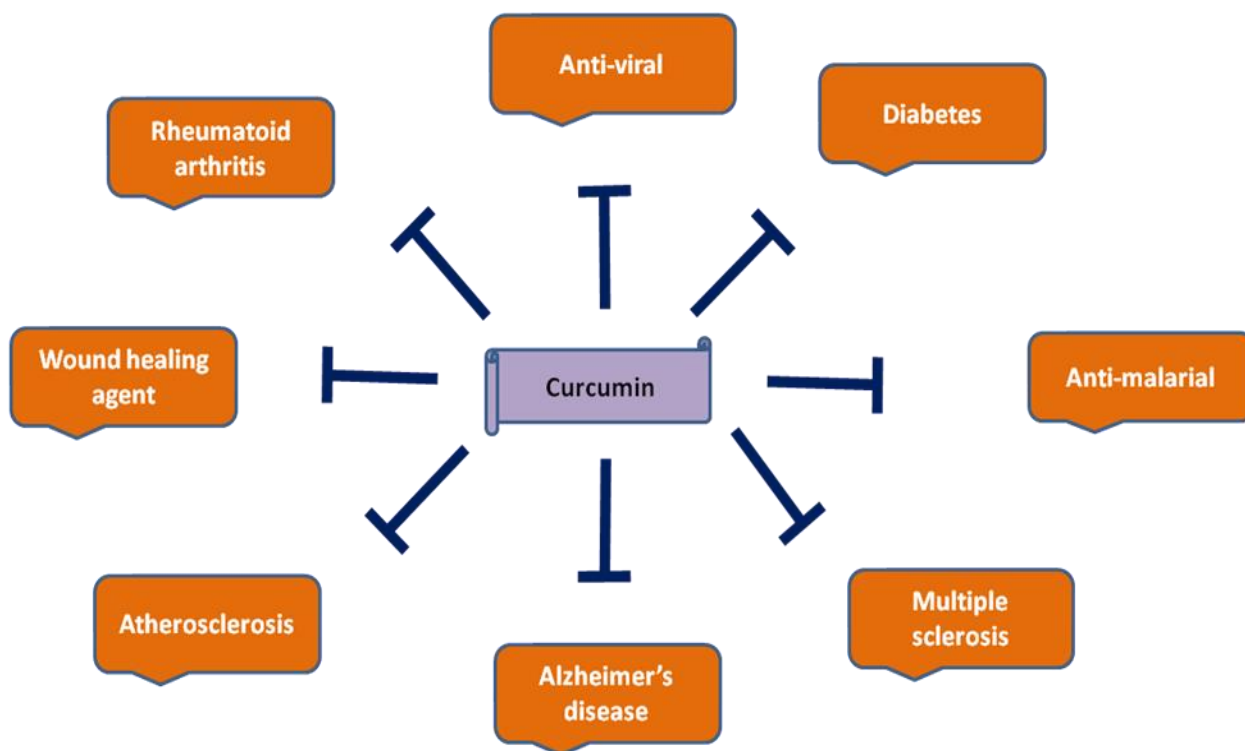 Anti-viral
Diabetes
Rheumatoid
arthritis
Wound healing
agent
Curcumin
Anti-malarial
Atherosclerosis
Multiple
sclerosis
Alzheimer’s
disease